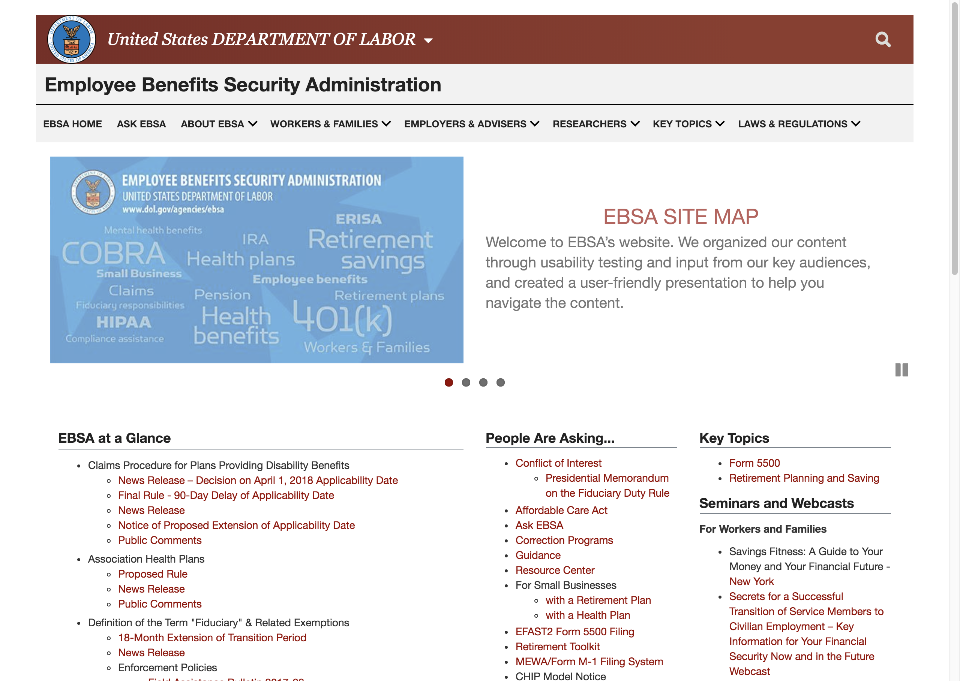 United States DEPARTMENT OF LABOR
Employee Benefits Security Administration
EBSA HOME ASK EBSA ABOUT EBSA WORKERS & FAMILIES EMPLOYERS & ADVISERS RESEARCHERS KEY TOPICS LAWS & REGULATIONS
EMPLOYEE BENEFITS SECURITY ADMINISTRATION
UNITED STATES DEPARTMENT OF LABOR
www.dol.gov/agencies/ebsa
ERISA
Mental health benefits
IRA
Retirement
savings
COBRA
Health plans
Small Business
Employee benefits
Claims
Pension
Retirement plans
Fiduciary responsibilities
HIPAA
Health
benefits
401(k)
Compliance assistance
Workers & Families
EBSA SITE MAP
Welcome to EBSA's website. We organized our content
through usability testing and input from our key audiences,
and created a user-friendly presentation to help you
navigate the content.
EBSA at a Glance
Claims Procedure for Plans Providing Disability Benefits
News Release – Decision on April 1, 2018 Applicability Date
Final Rule - 90-Day Delay of Applicability Date
News Release
Notice of Proposed Extension of Applicability Date
Public Comments
Association Health Plans
Proposed Rule
News Release
Public Comments
Definition of the Term "Fiduciary" & Related Exemptions
18-Month Extension of Transition Period
News Release
Enforcement Policies
People Are Asking...
Conflict of Interest
Presidential Memorandum
on the Fiduciary Duty Rule
Affordable Care Act
Ask EBSA
Correction Programs
Guidance
Resource Center
For Small Businesses
with a Retirement Plan
with a Health Plan
EFAST2 Form 5500 Filing
Retirement Toolkit
MEWA/Form M-1 Filing System
CHIP Model Notice
Key Topics
Form 5500
Retirement Planning and Saving
Seminars and Webcasts
For Workers and Families
Savings Fitness: A Guide to Your
Money and Your Financial Future -
New York
Secrets for a Successful
Transition of Service Members to
Civilian Employment – Key
Information for Your Financial
Security Now and in the Future
Webcast